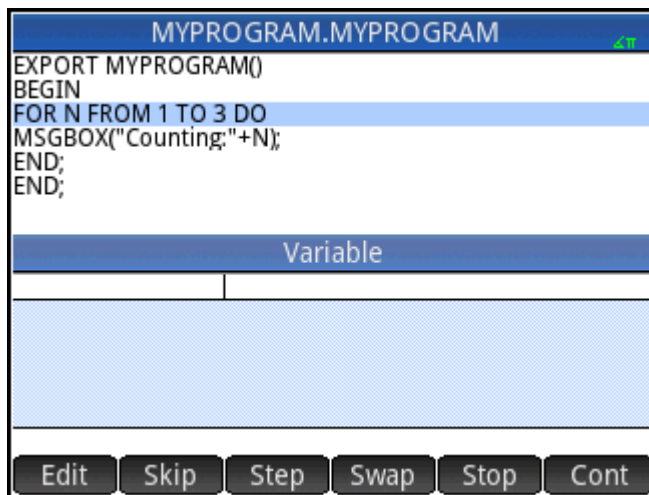 MYPROGRAM.MYPROGRAM
∠π
EXPORT MYPROGRAM()
BEGIN
FOR N FROM 1 TO 3 DO
MSGBOX("Counting:"+N);
END;
END;
Variable
Edit Skip Step Swap Stop Cont